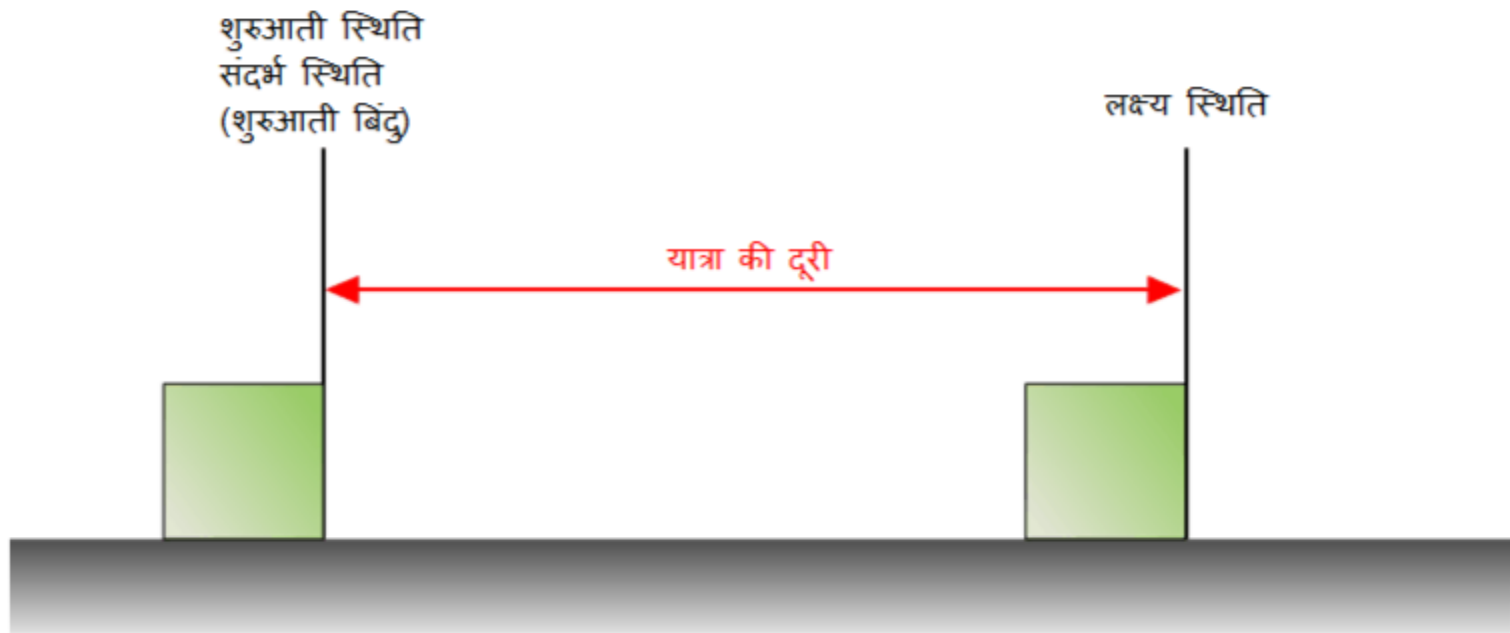 शुरुआती स्थिति
संदर्भ स्थिति
(शुरुआती बिंदु)
लक्ष्य स्थिति
यात्रा की दूरी